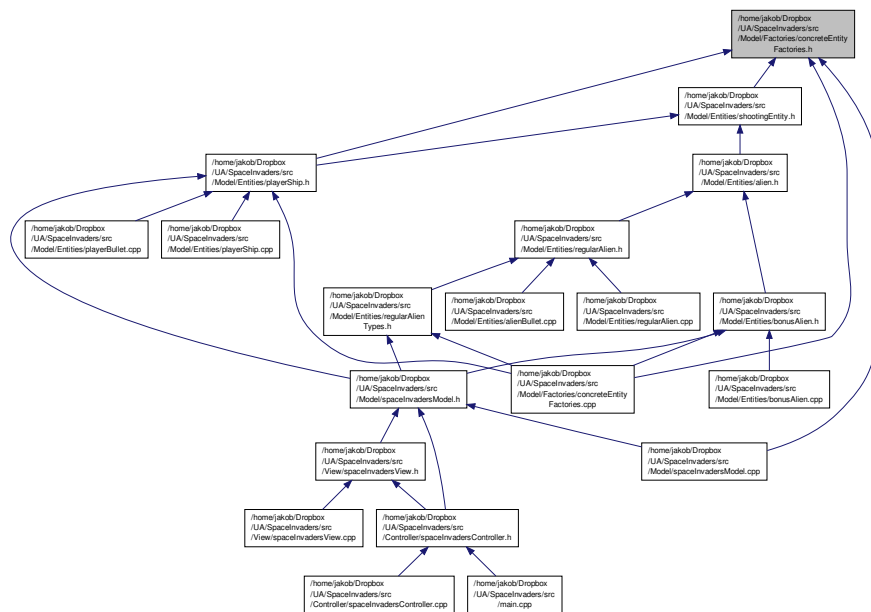 /home/jakob/Dropbox
/UA/SpaceInvaders/src
/Model/Factories/concreteEntity
Factories.h
/home/jakob/Dropbox
/UA/SpaceInvaders/src
/Model/Entities/shootingEntity.h
/home/jakob/Dropbox
/UA/SpaceInvaders/src
/Model/Entities/playerShip.h
/home/jakob/Dropbox
/UA/SpaceInvaders/src
/Model/Entities/alien.h
/home/jakob/Dropbox
/UA/SpaceInvaders/src
/Model/Entities/playerBullet.cpp
/home/jakob/Dropbox
/UA/SpaceInvaders/src
/Model/Entities/playerShip.cpp
/home/jakob/Dropbox
/UA/SpaceInvaders/src
/Model/Entities/regularAlien.h
/home/jakob/Dropbox
/UA/SpaceInvaders/src
/Model/Entities/regularAlien
Types.h
/home/jakob/Dropbox
/UA/SpaceInvaders/src
/Model/Entities/alienBullet.cpp
/home/jakob/Dropbox
/UA/SpaceInvaders/src
/Model/Entities/regularAlien.cpp
/home/jakob/Dropbox
/UA/SpaceInvaders/src
/Model/Entities/bonusAlien.h
/home/jakob/Dropbox
/UA/SpaceInvaders/src
/Model/spaceInvadersModel.h
/home/jakob/Dropbox
/UA/SpaceInvaders/src
/Model/Factories/concreteEntity
Factories.cpp
/home/jakob/Dropbox
/UA/SpaceInvaders/src
/Model/Entities/bonusAlien.cpp
/home/jakob/Dropbox
/UA/SpaceInvaders/src
/View/spaceInvadersView.h
/home/jakob/Dropbox
/UA/SpaceInvaders/src
/Model/spaceInvadersModel.cpp
/home/jakob/Dropbox
/UA/SpaceInvaders/src
/View/spaceInvadersView.cpp
/home/jakob/Dropbox
/UA/SpaceInvaders/src
/Controller/spaceInvadersController.h
/home/jakob/Dropbox
/UA/SpaceInvaders/src
/Controller/spaceInvadersController.cpp
/home/jakob/Dropbox
/UA/SpaceInvaders/src
/main.cpp